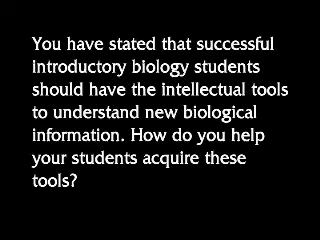 You have stated that successful
introductory biology students
should have the intellectual tools
to understand new biological
information. How do you help
your students acquire these
tools?